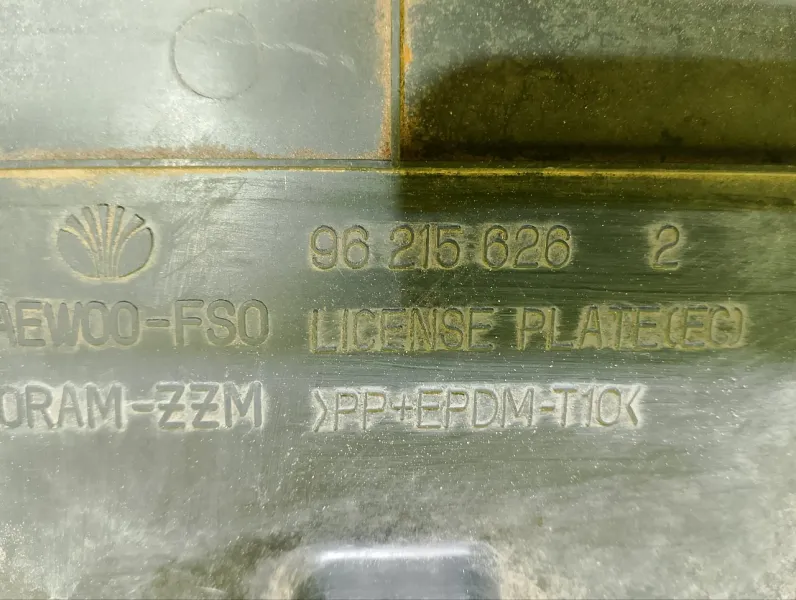 96 215 626 2
AEWOO-FSO LICENSE PLATE(EC)
ORAM-ZZM >PP+EPDM-T10<